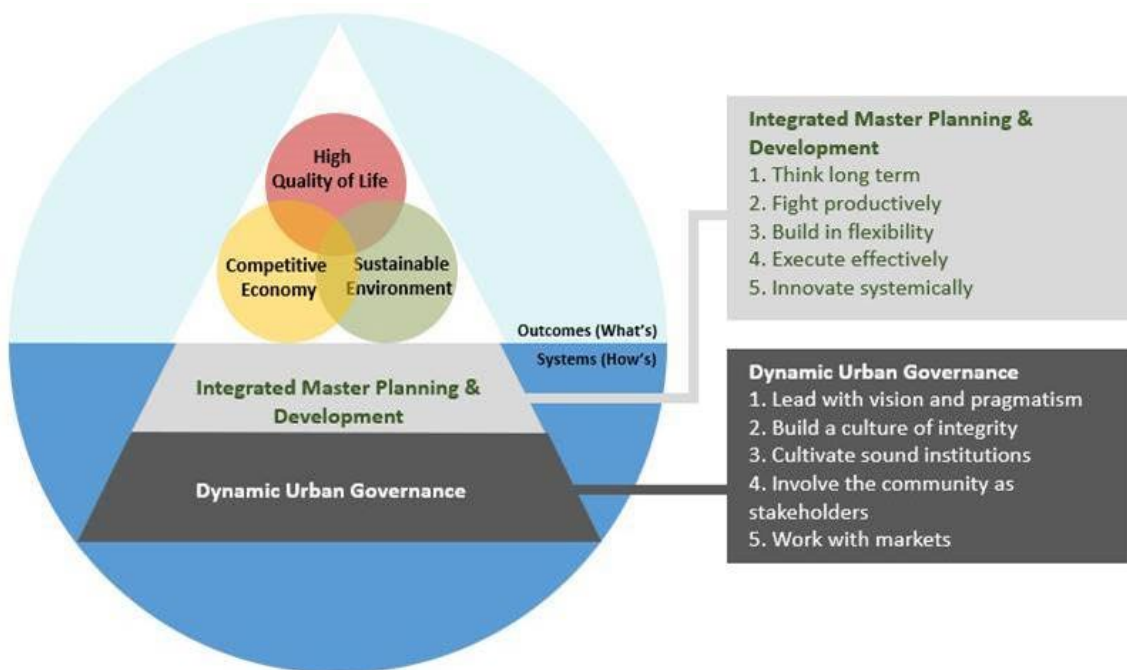 High
Quality of Life
Competitive
Economy
Sustainable
Environment
Outcomes (What's)
Systems (How's)
Integrated Master Planning &
Development
Dynamic Urban Governance
Integrated Master Planning &
Development
1. Think long term
2. Fight productively
3. Build in flexibility
4. Execute effectively
5. Innovate systemically
Dynamic Urban Governance
1. Lead with vision and pragmatism
2. Build a culture of integrity
3. Cultivate sound institutions
4. Involve the community as
stakeholders
5. Work with markets